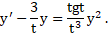 y′ − 3/t y = tgt/t³ y² .